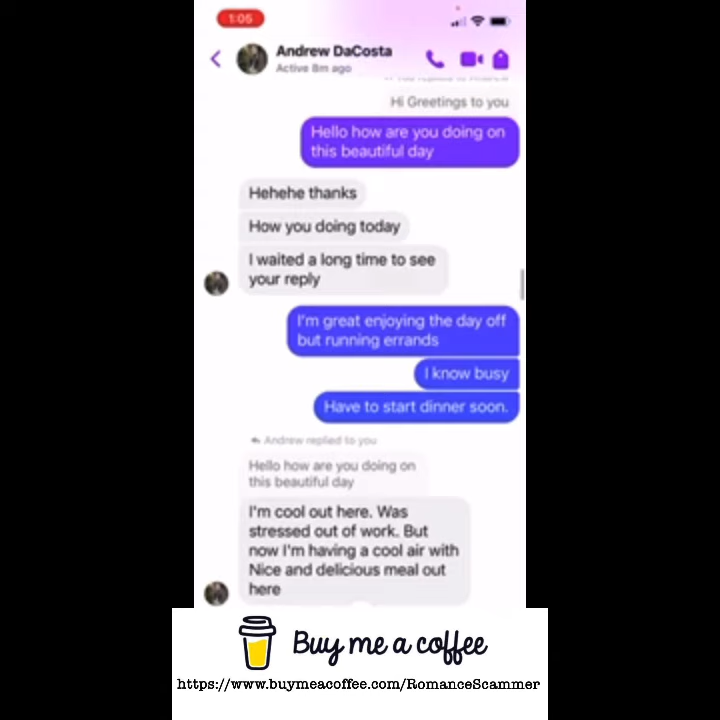 1:05
Andrew DaCosta
Active 8m ago
Hi Greetings to you
Hello how are you doing on
this beautiful day
Hehehe thanks
How you doing today
I waited a long time to see
your reply
I'm great enjoying the day off
but running errands
I know busy
Have to start dinner soon.
Andrew replied to you
Hello how are you doing on
this beautiful day
I'm cool out here. Was
stressed out of work. But
now I'm having a cool air with
Nice and delicious meal out
here
Buy me a coffee
https://www.buymeacoffee.com/RomanceScammer